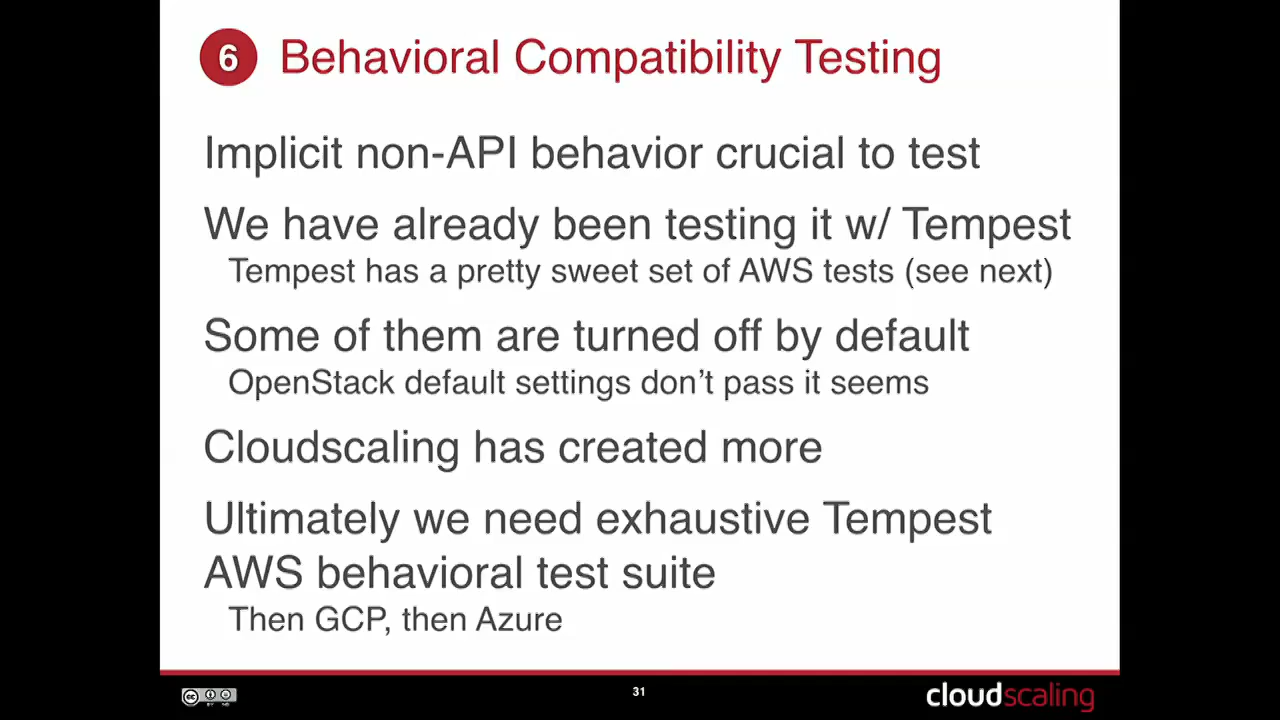 6 Behavioral Compatibility Testing
Implicit non-API behavior crucial to test
We have already been testing it w/ Tempest
Tempest has a pretty sweet set of AWS tests (see next)
Some of them are turned off by default
OpenStack default settings don’t pass it seems
Cloudscaling has created more
Ultimately we need exhaustive Tempest
AWS behavioral test suite
Then GCP, then Azure
cc
BY ND
31
cloudscaling